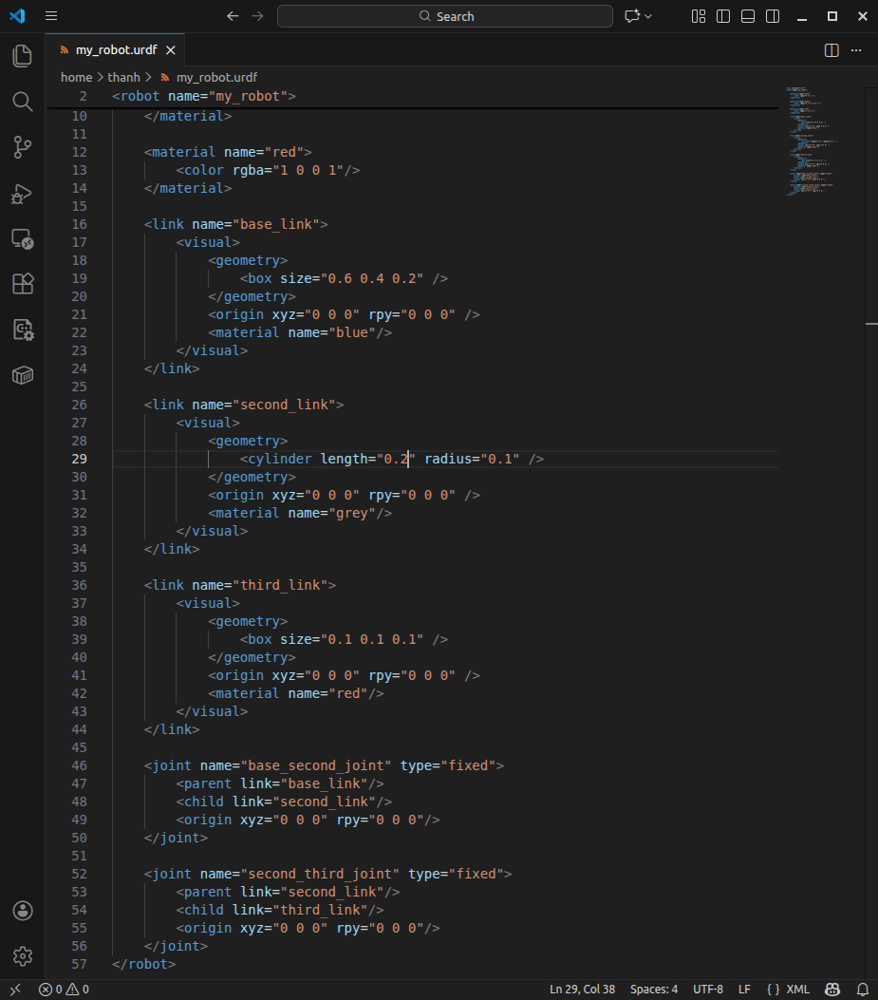 Search
my_robot.urdf
home > thanh > my_robot.urdf
2 <robot name="my_robot">
10     </material>
11
12     <material name="red">
13         <color rgba="1 0 0 1"/>
14     </material>
15
16     <link name="base_link">
17         <visual>
18             <geometry>
19                 <box size="0.6 0.4 0.2" />
20             </geometry>
21             <origin xyz="0 0 0" rpy="0 0 0" />
22             <material name="blue"/>
23         </visual>
24     </link>
25
26     <link name="second_link">
27         <visual>
28             <geometry>
29                 <cylinder length="0.2" radius="0.1" />
30             </geometry>
31             <origin xyz="0 0 0" rpy="0 0 0" />
32             <material name="grey"/>
33         </visual>
34     </link>
35
36     <link name="third_link">
37         <visual>
38             <geometry>
39                 <box size="0.1 0.1 0.1" />
40             </geometry>
41             <origin xyz="0 0 0" rpy="0 0 0" />
42             <material name="red"/>
43         </visual>
44     </link>
45
46     <joint name="base_second_joint" type="fixed">
47         <parent link="base_link"/>
48         <child link="second_link"/>
49         <origin xyz="0 0 0" rpy="0 0 0"/>
50     </joint>
51
52     <joint name="second_third_joint" type="fixed">
53         <parent link="second_link"/>
54         <child link="third_link"/>
55         <origin xyz="0 0 0" rpy="0 0 0"/>
56     </joint>
57 </robot>
0 0 Ln 29, Col 38 Spaces: 4 UTF-8 LF { } XML